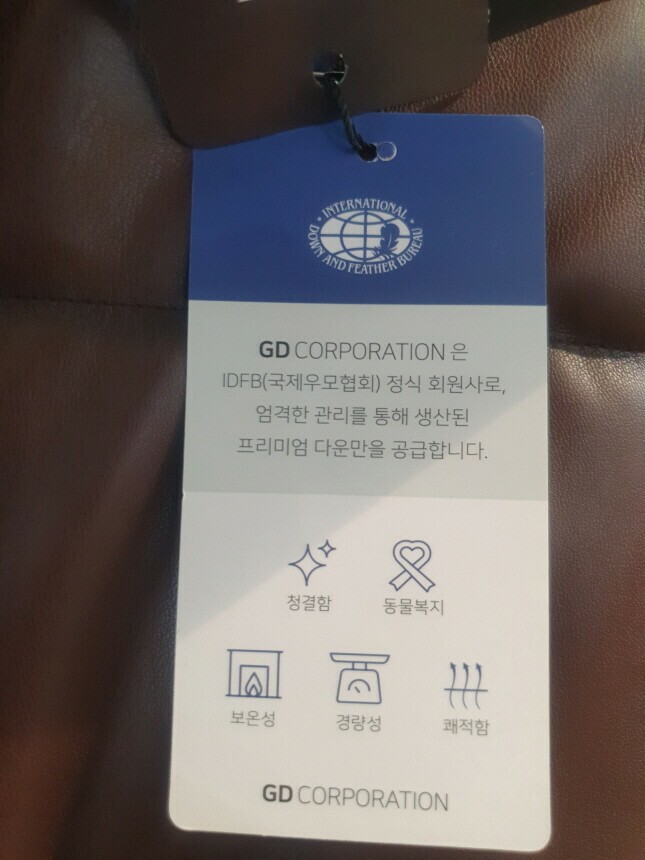 INTERNATIONAL
DOWN AND FEATHER BUREAU
GD CORPORATION 은
IDFB(국제우모협회) 정식 회원사로,
엄격한 관리를 통해 생산된
프리미엄 다운만을 공급합니다.
청결함 동물복지
보온성 경량성 쾌적함
GD CORPORATION